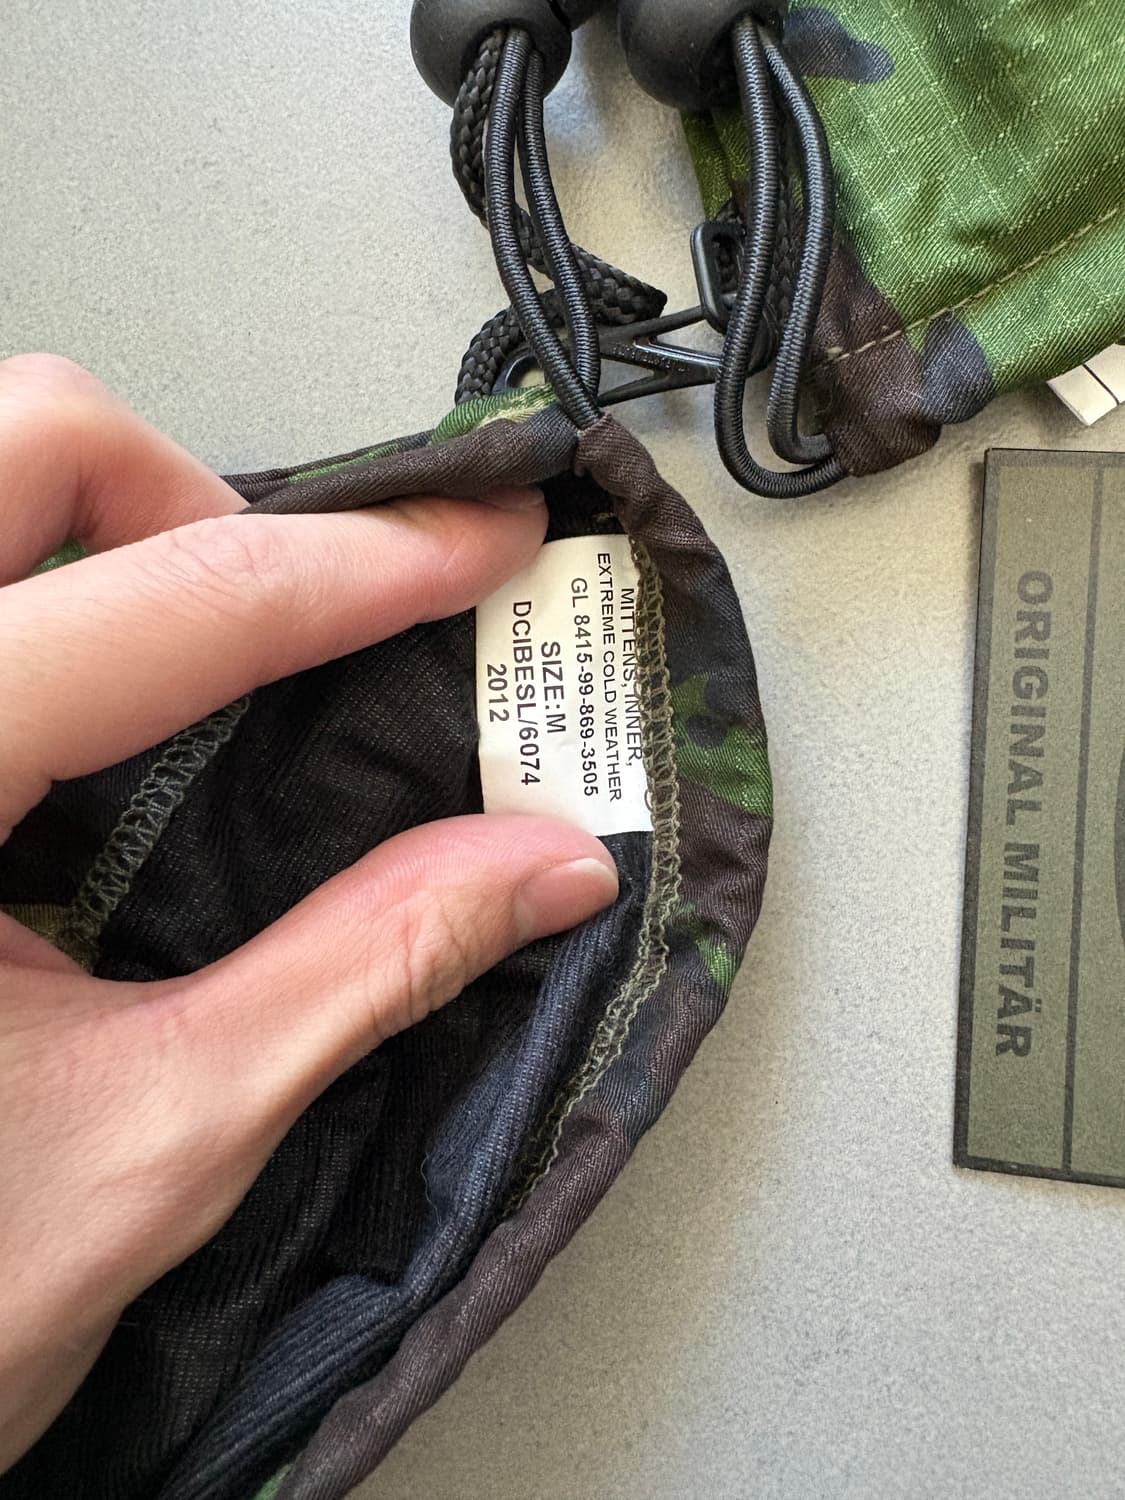 MITTENS, INNER,
EXTREME COLD WEATHER
GL 8415-99-869-3505
SIZE:M
DCIBESL/6074
2012
ORIGINAL MILITÄR